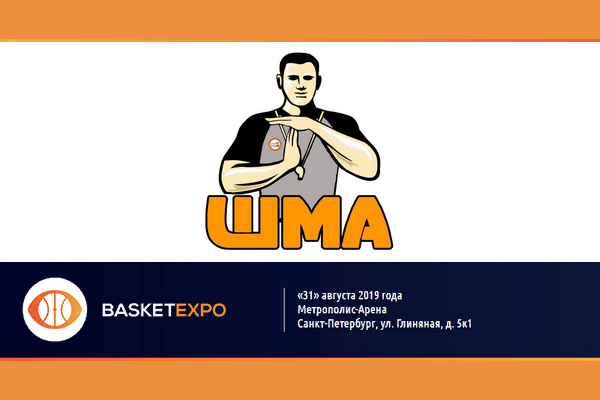 ШМА
BASKETEXPO
«31» августа 2019 года
Метрополис-Арена
Санкт-Петербург, ул. Глиняная, д. 5к1